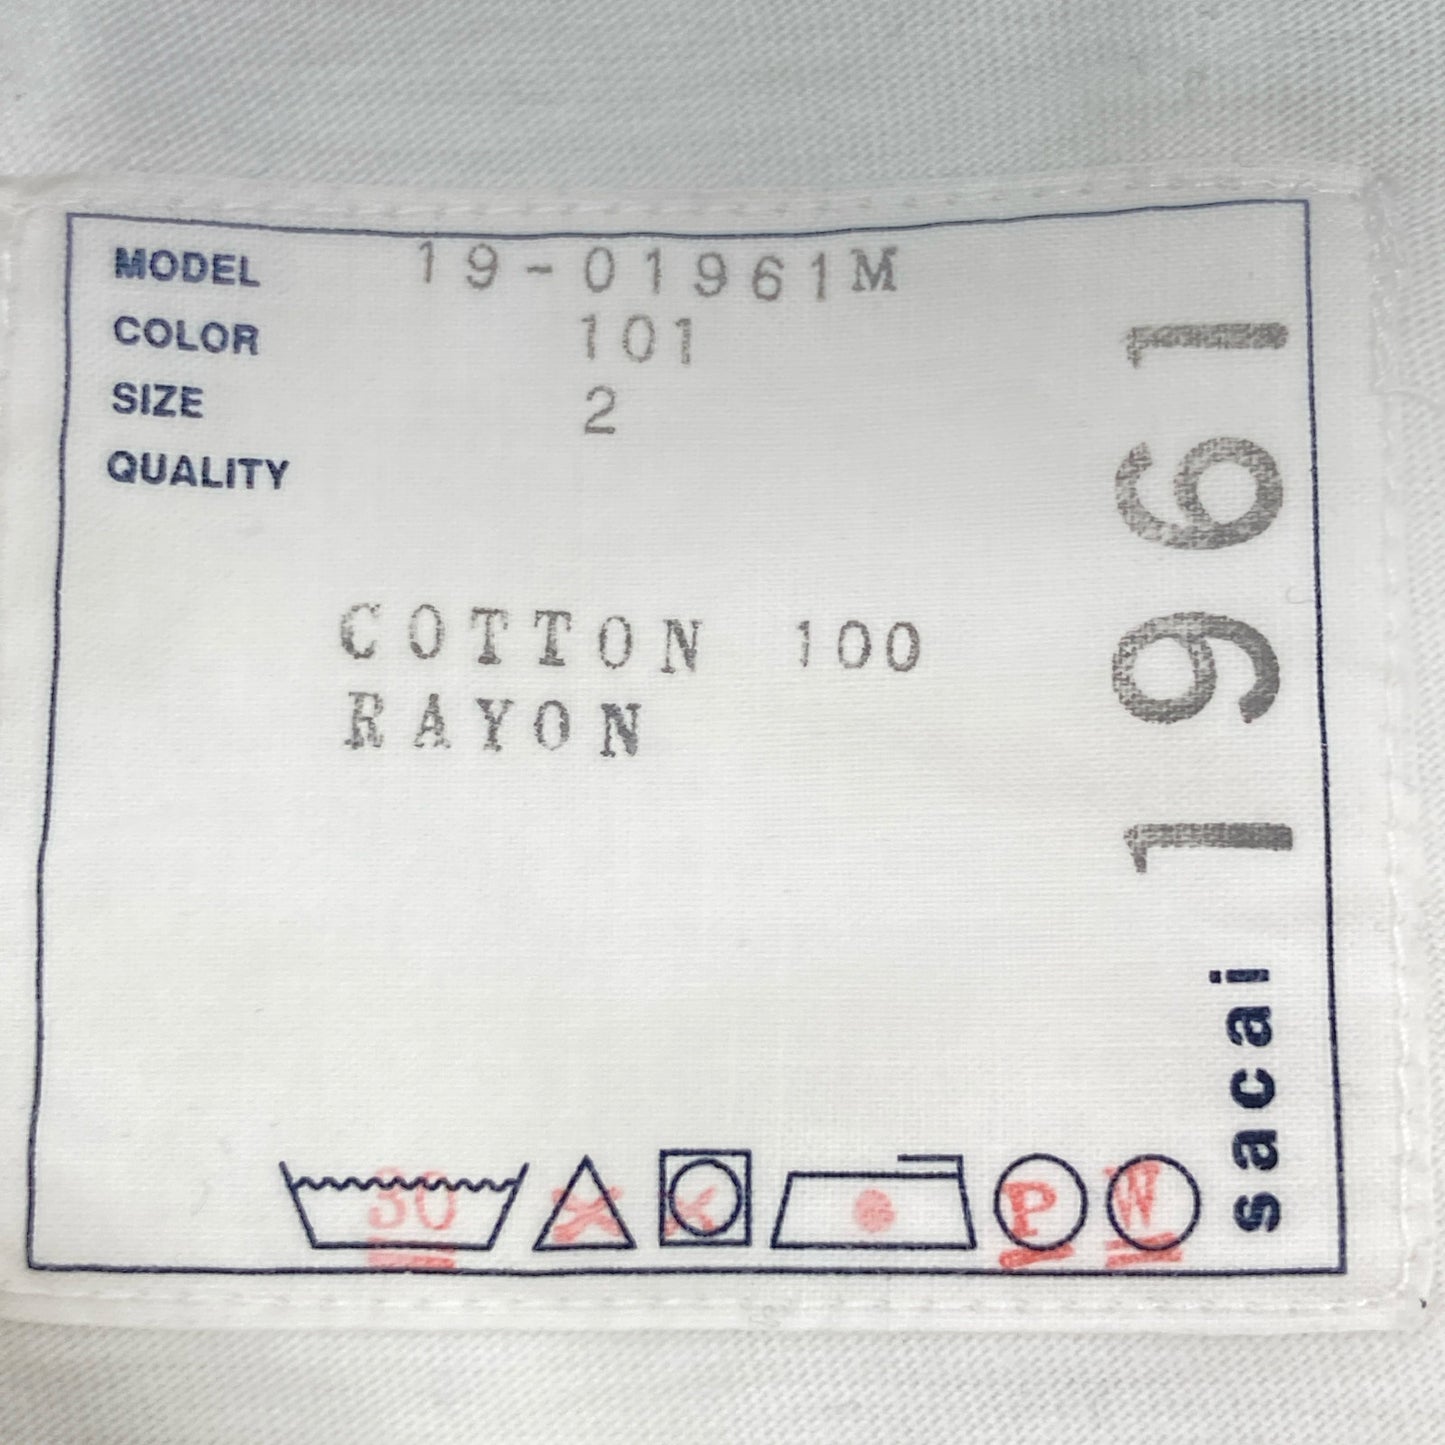 MODEL 19-01961M
COLOR 101
SIZE 2
QUALITY
COTTON 100
RAYON
1961
sacai
30
P
W